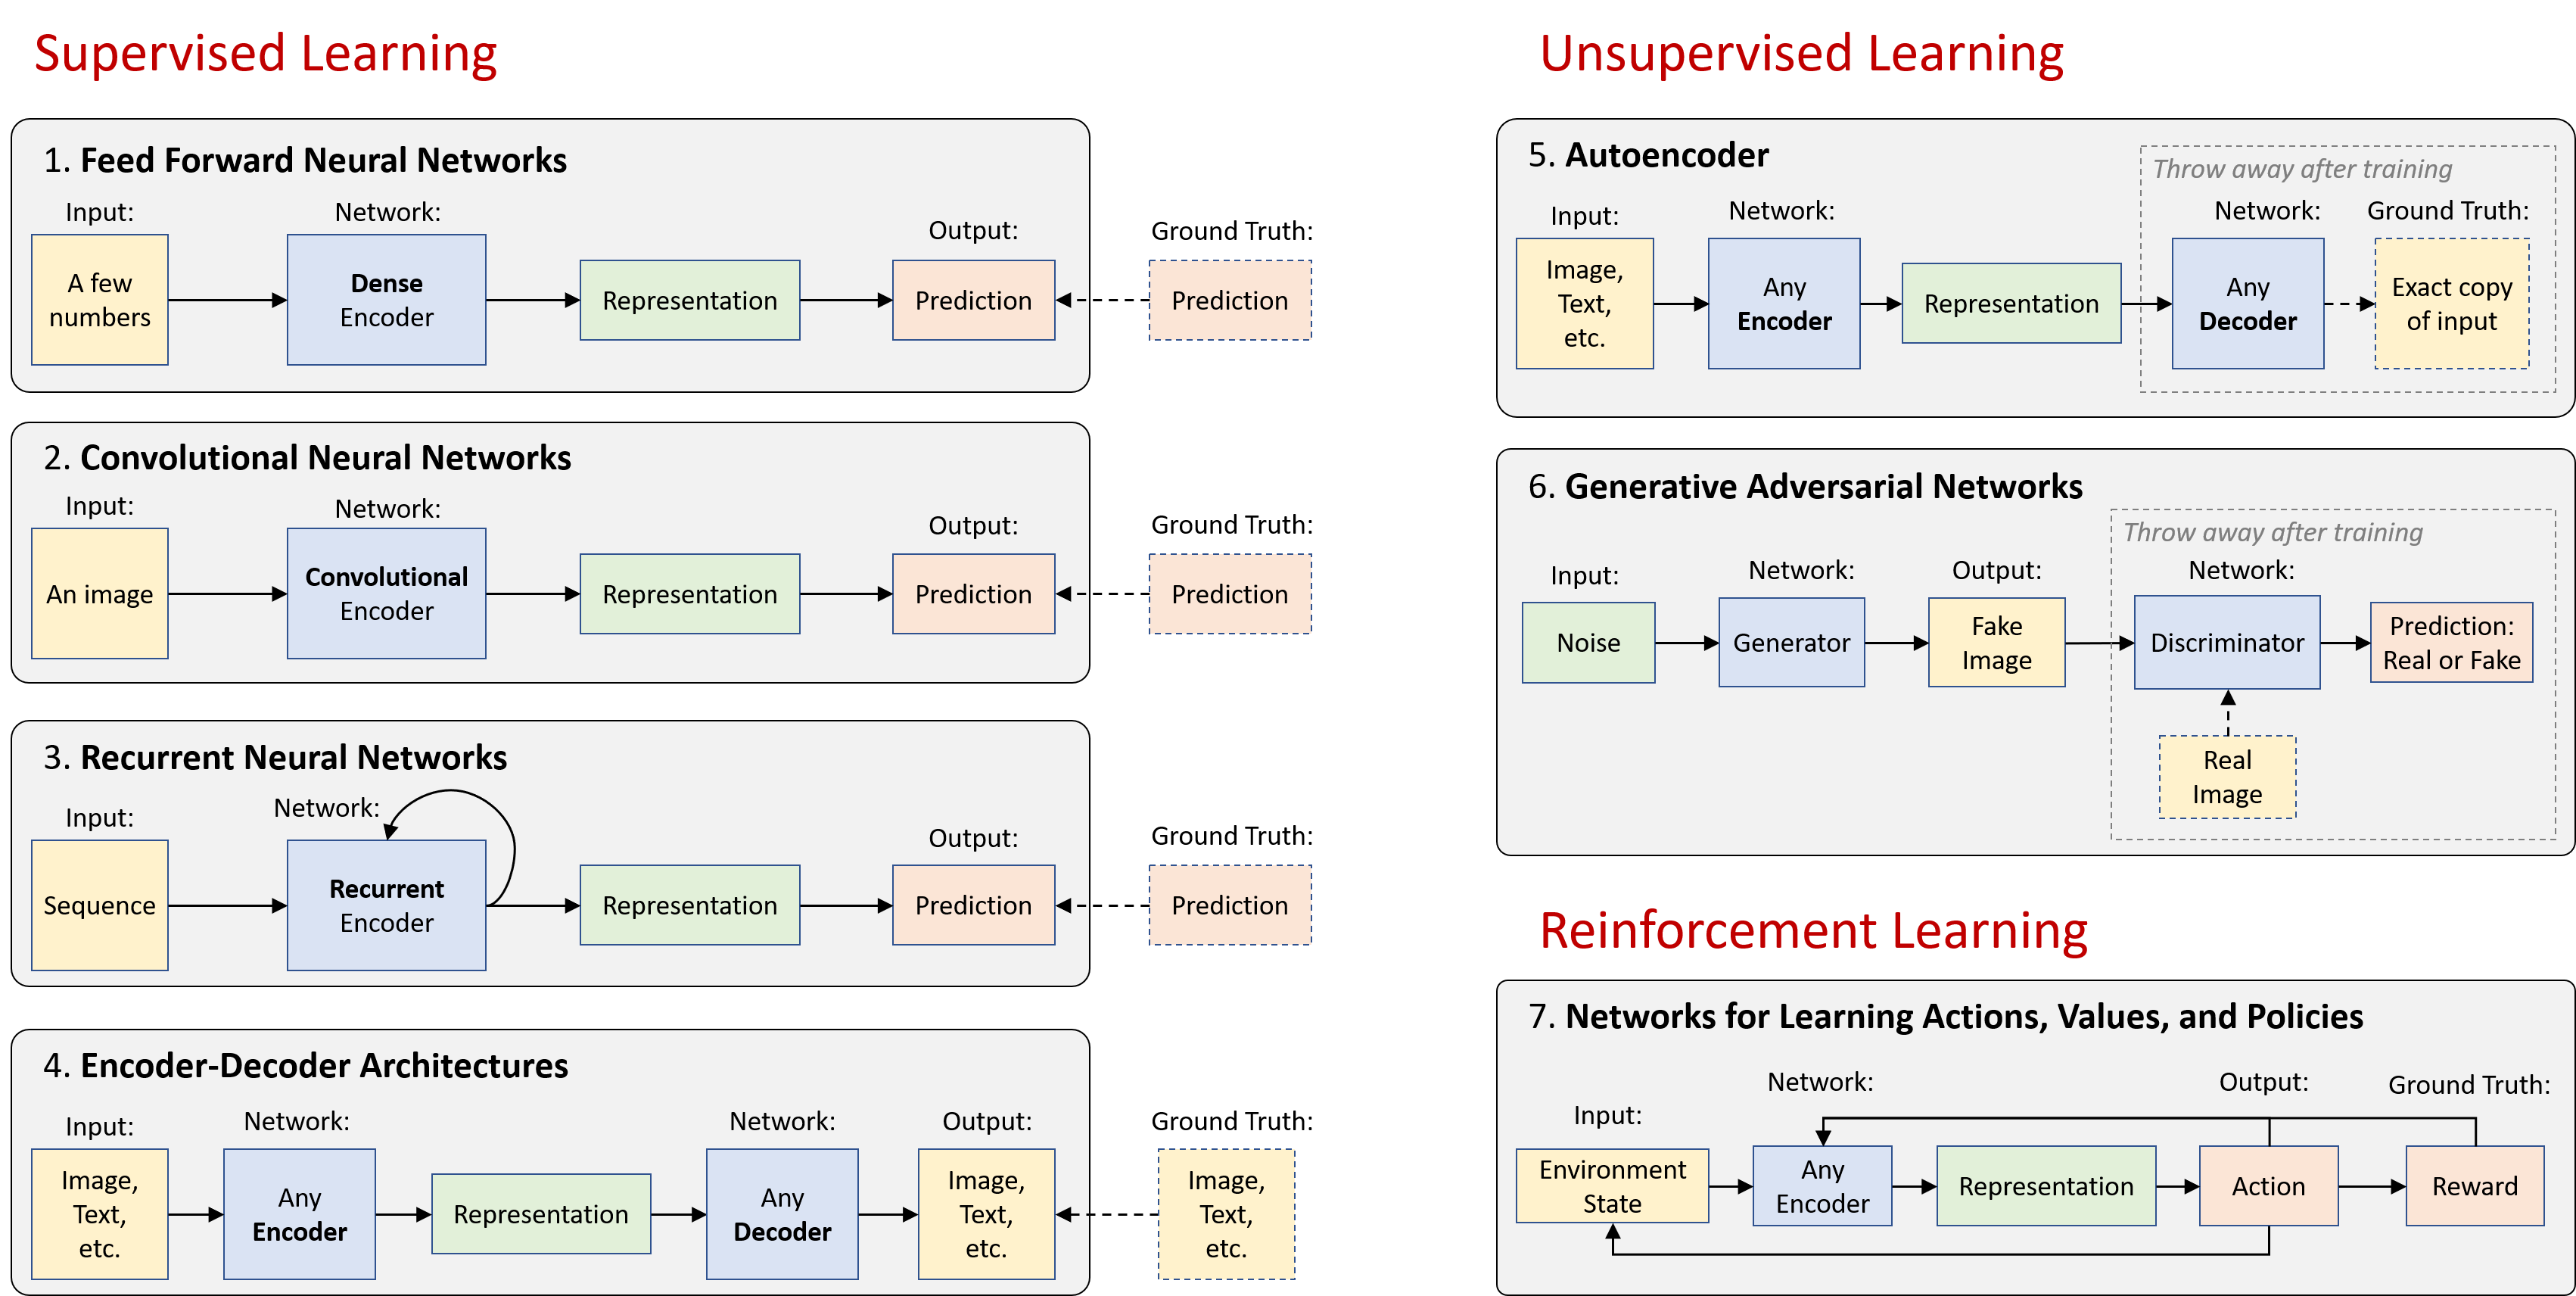 Supervised Learning
1. Feed Forward Neural Networks
Input:
Network:
Output:
Ground Truth:
A few
numbers
Dense
Encoder
Representation
Prediction
Prediction
2. Convolutional Neural Networks
Input:
Network:
Output:
Ground Truth:
An image
Convolutional
Encoder
Representation
Prediction
Prediction
3. Recurrent Neural Networks
Input:
Network:
Output:
Ground Truth:
Sequence
Recurrent
Encoder
Representation
Prediction
Prediction
4. Encoder-Decoder Architectures
Input:
Network:
Network:
Output:
Ground Truth:
Image,
Text,
etc.
Any
Encoder
Representation
Any
Decoder
Image,
Text,
etc.
Image,
Text,
etc.
Unsupervised Learning
5. Autoencoder
Throw away after training
Input:
Network:
Network:
Ground Truth:
Image,
Text,
etc.
Any
Encoder
Representation
Any
Decoder
Exact copy
of input
6. Generative Adversarial Networks
Throw away after training
Input:
Network:
Output:
Network:
Noise
Generator
Fake
Image
Discriminator
Prediction:
Real or Fake
Real
Image
Reinforcement Learning
7. Networks for Learning Actions, Values, and Policies
Input:
Network:
Output:
Ground Truth:
Environment
State
Any
Encoder
Representation
Action
Reward